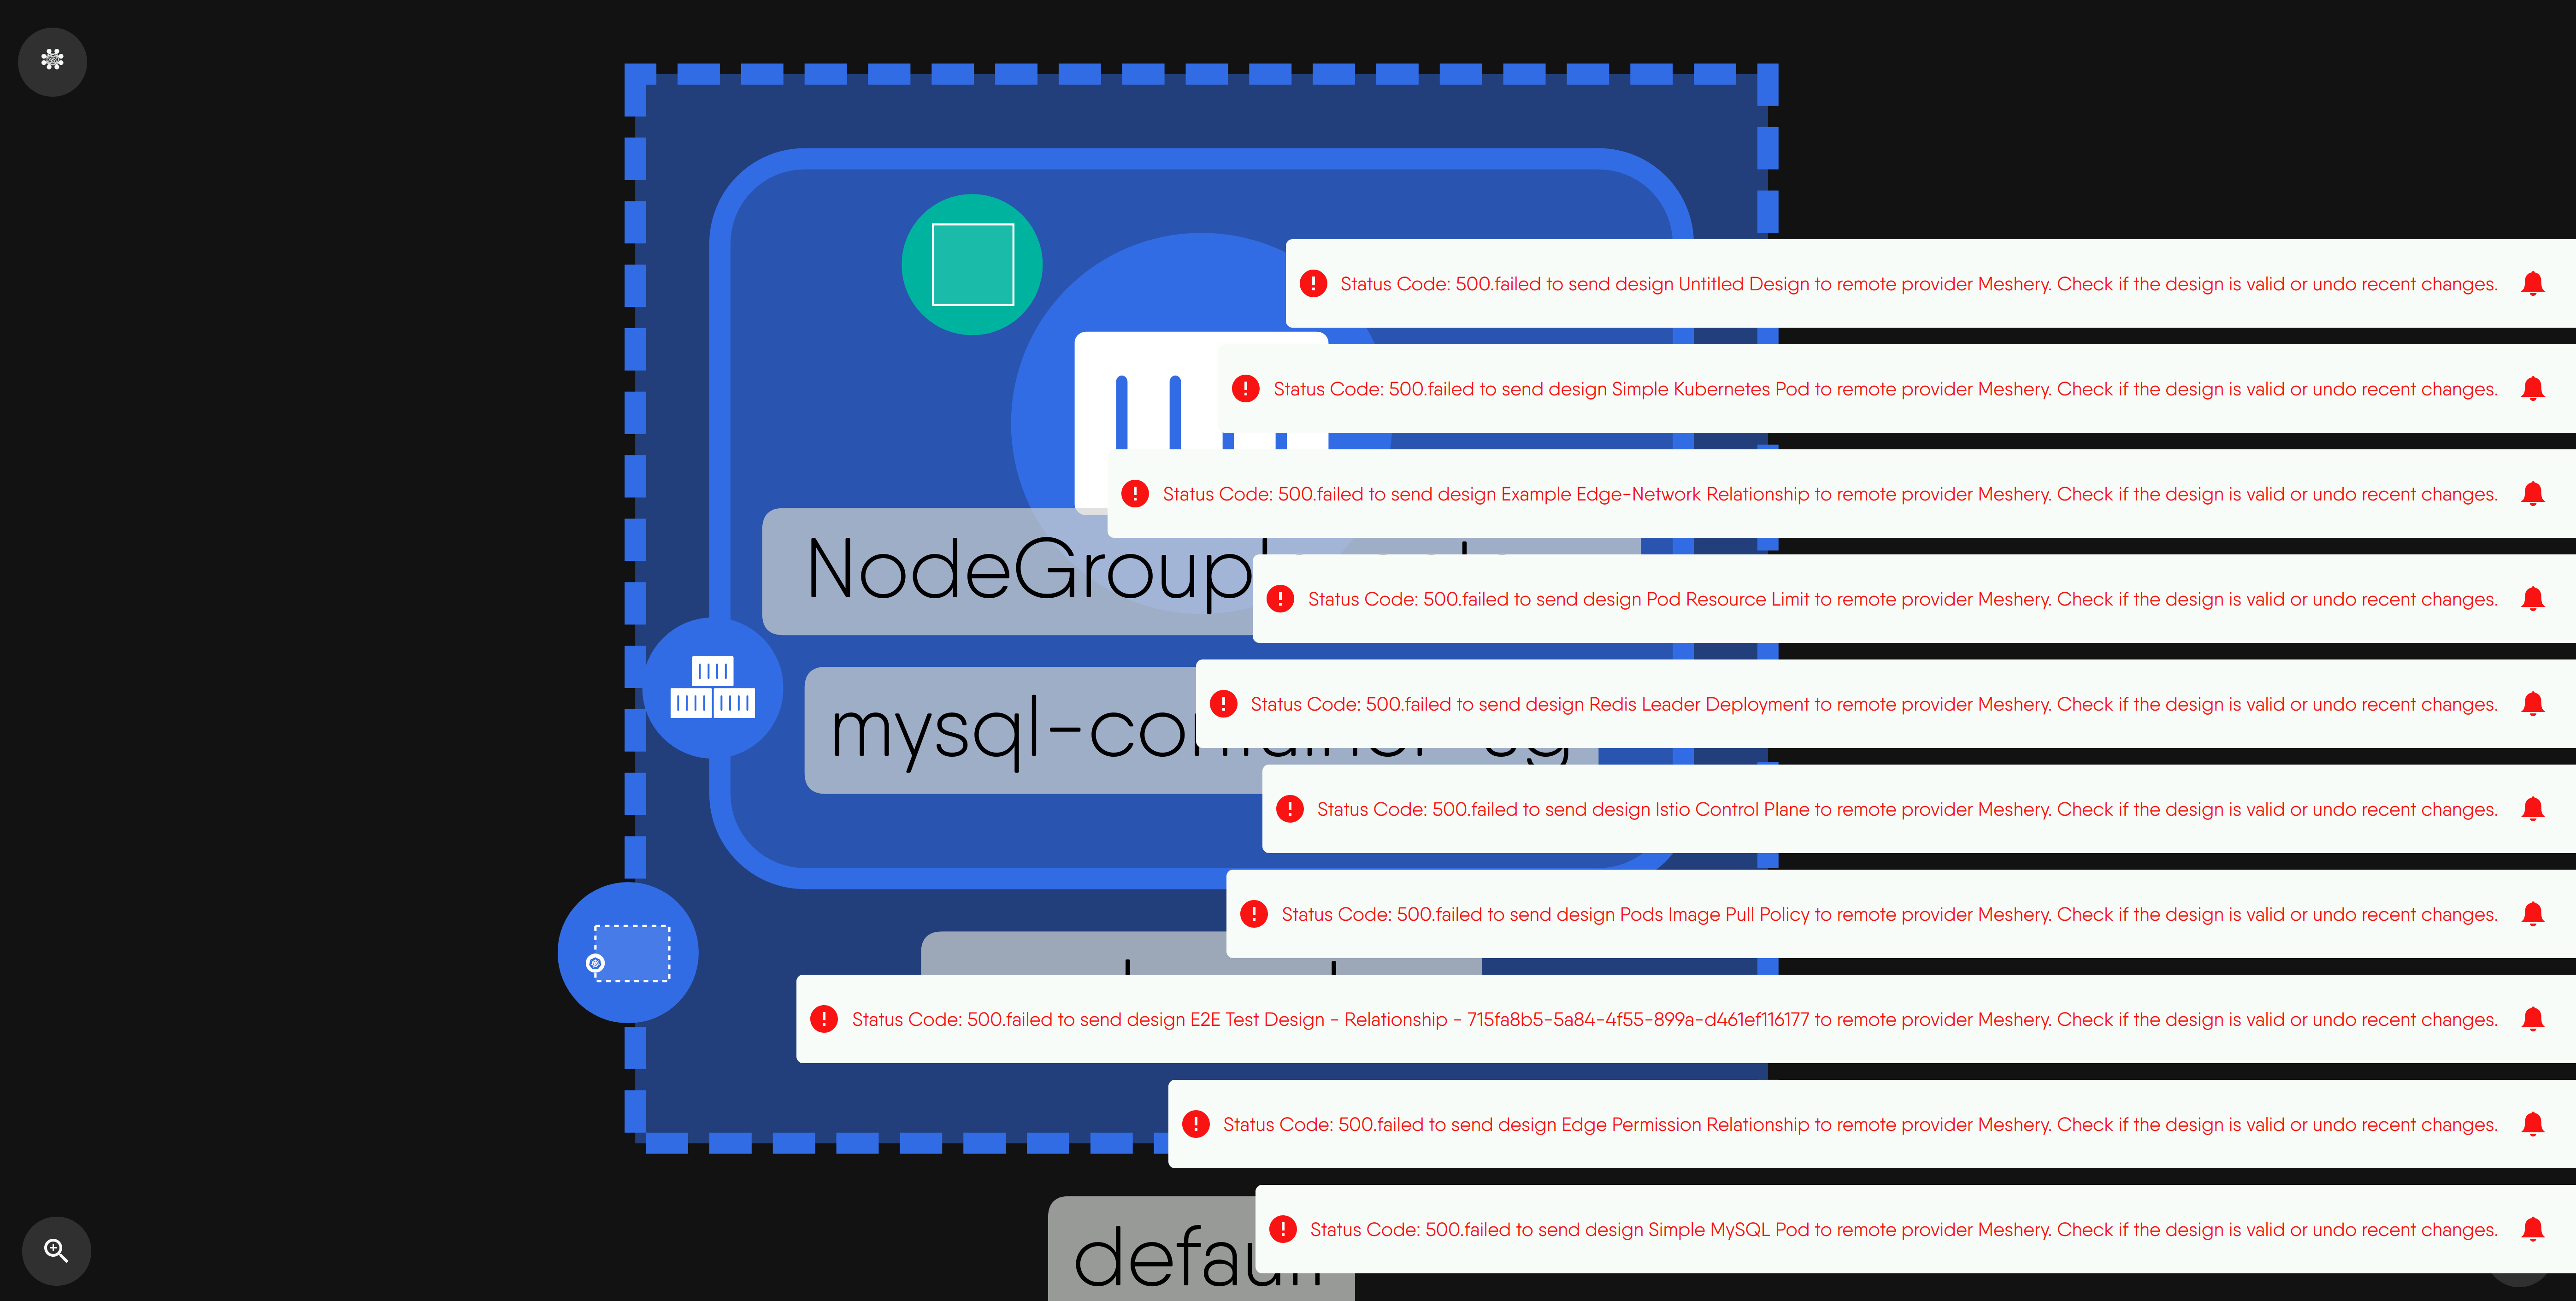 Status Code: 500.failed to send design Untitled Design to remote provider Meshery. Check if the design is valid or undo recent changes.
Status Code: 500.failed to send design Simple Kubernetes Pod to remote provider Meshery. Check if the design is valid or undo recent changes.
Status Code: 500.failed to send design Example Edge-Network Relationship to remote provider Meshery. Check if the design is valid or undo recent changes.
NodeGroup
Status Code: 500.failed to send design Pod Resource Limit to remote provider Meshery. Check if the design is valid or undo recent changes.
Status Code: 500.failed to send design Redis Leader Deployment to remote provider Meshery. Check if the design is valid or undo recent changes.
mysql-container-
Status Code: 500.failed to send design Istio Control Plane to remote provider Meshery. Check if the design is valid or undo recent changes.
Status Code: 500.failed to send design Pods Image Pull Policy to remote provider Meshery. Check if the design is valid or undo recent changes.
Status Code: 500.failed to send design E2E Test Design - Relationship - 715fa8b5-5a84-4f55-899a-d461ef116177 to remote provider Meshery. Check if the design is valid or undo recent changes.
Status Code: 500.failed to send design Edge Permission Relationship to remote provider Meshery. Check if the design is valid or undo recent changes.
Status Code: 500.failed to send design Simple MySQL Pod to remote provider Meshery. Check if the design is valid or undo recent changes.
default